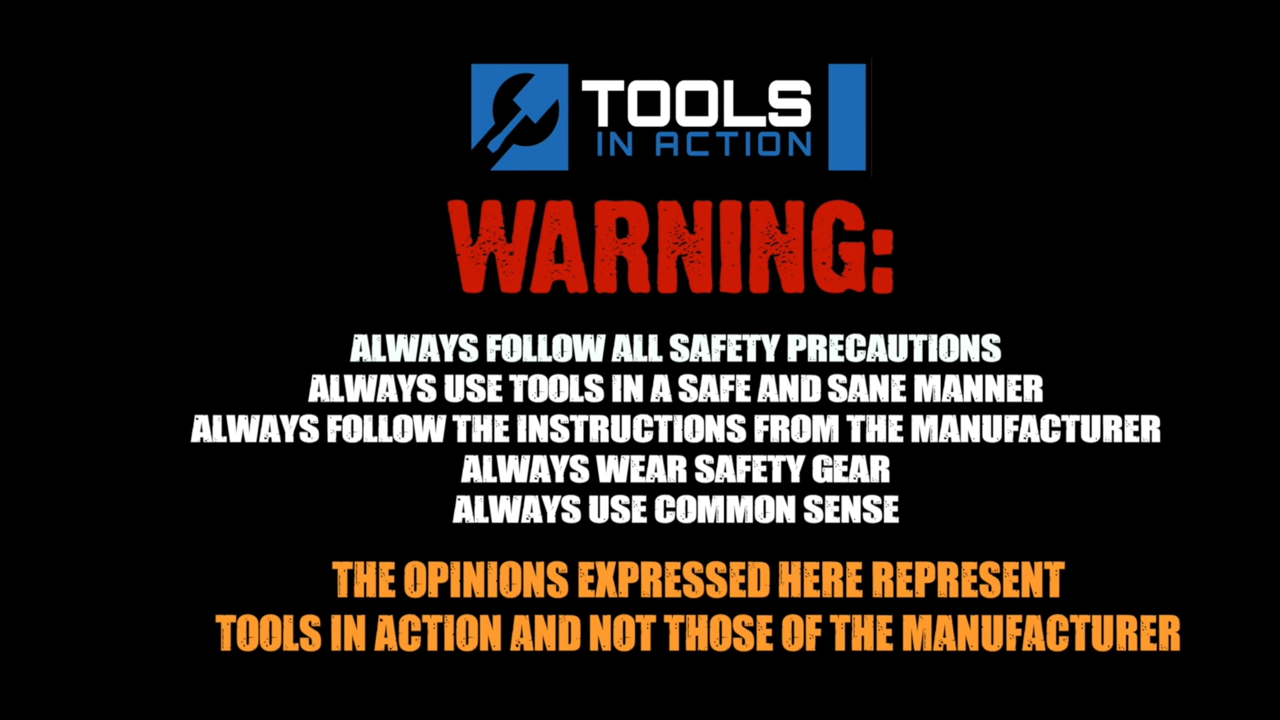 TOOLS
IN ACTION
WARNING:
ALWAYS FOLLOW ALL SAFETY PRECAUTIONS
ALWAYS USE TOOLS IN A SAFE AND SANE MANNER
ALWAYS FOLLOW THE INSTRUCTIONS FROM THE MANUFACTURER
ALWAYS WEAR SAFETY GEAR
ALWAYS USE COMMON SENSE
THE OPINIONS EXPRESSED HERE REPRESENT
TOOLS IN ACTION AND NOT THOSE OF THE MANUFACTURER